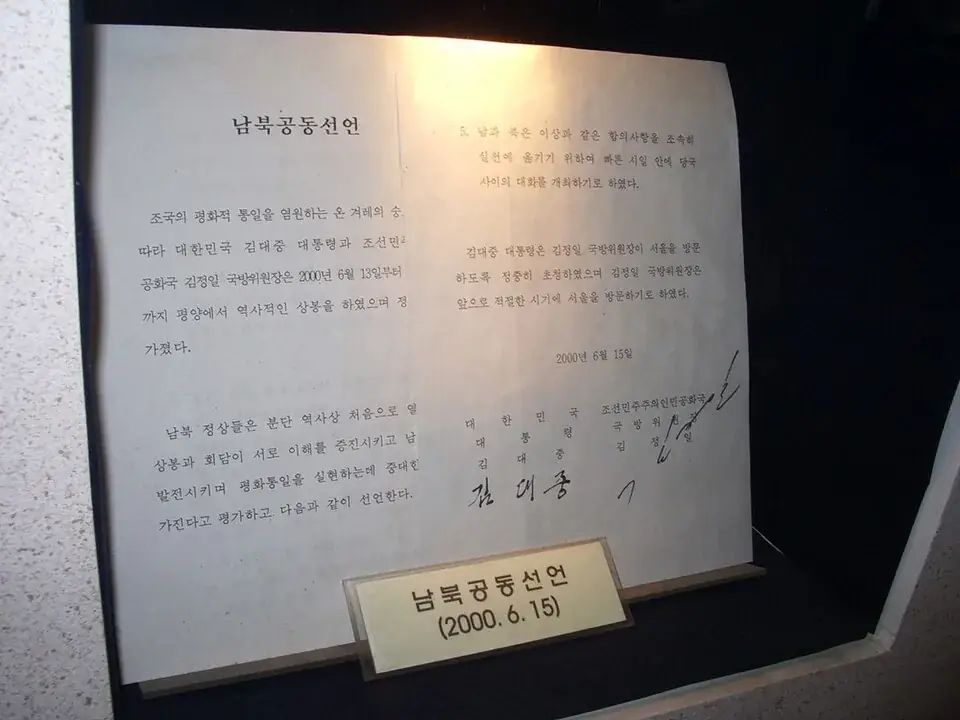 남북공동선언
조국의 평화적 통일을 염원하는 온 겨레의 숭
따라 대한민국 김대중 대통령과 조선민
공화국 김정일 국방위원장은 2000년 6월 13일부터
까지 평양에서 역사적인 상봉을 하였으며 정
가졌다.
남북 정상들은 분단 역사상 처음으로 열
상봉과 회담이 서로 이해를 증진시키고 남
발전시키며 평화통일을 실현하는데 중대한
가진다고 평가하고 다음과 같이 선언한다.
5. 남과 북은 이상과 같은 합의사항을 조속히
실천에 옮기기 위하여 빠른 시일 안에 당국
사이의 대화를 개최하기로 하였다.
김대중 대통령은 김정일 국방위원장이 서울을 방문
하도록 정중히 초청하였으며 김정일 국방위원장은
앞으로 적절한 시기에 서울을 방문하기로 하였다.
2000년 6월 15일
대한민국 조선민주주의인민공화국
대통령 국방위원장
김대중 김정일
김대중
남북공동선언
(2000. 6. 15)